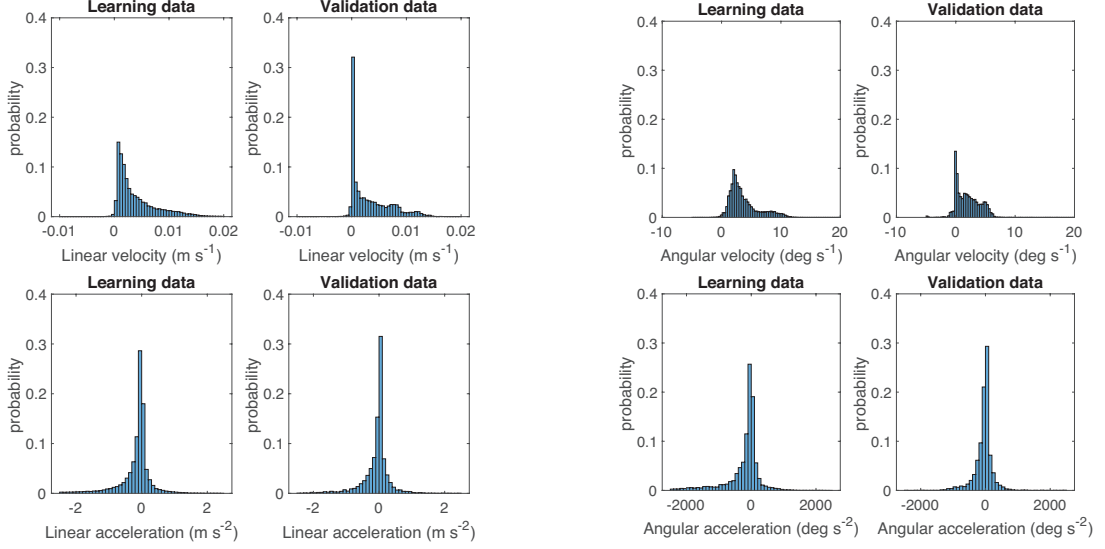 Learning data
Validation data
0.4
0.3
0.2
0.1
0
probability
-0.01 0 0.01 0.02
Linear velocity (m s-1)
0.4
0.3
0.2
0.1
0
probability
-0.01 0 0.01 0.02
Linear velocity (m s-1)
Learning data
Validation data
0.4
0.3
0.2
0.1
0
probability
-10 0 10 20
Angular velocity (deg s-1)
0.4
0.3
0.2
0.1
0
probability
-10 0 10 20
Angular velocity (deg s-1)
Learning data
Validation data
0.4
0.3
0.2
0.1
0
probability
-2 0 2
Linear acceleration (m s-2)
0.4
0.3
0.2
0.1
0
probability
-2 0 2
Linear acceleration (m s-2)
Learning data
Validation data
0.4
0.3
0.2
0.1
0
probability
-2000 0 2000
Angular acceleration (deg s-2)
0.4
0.3
0.2
0.1
0
probability
-2000 0 2000
Angular acceleration (deg s-2)